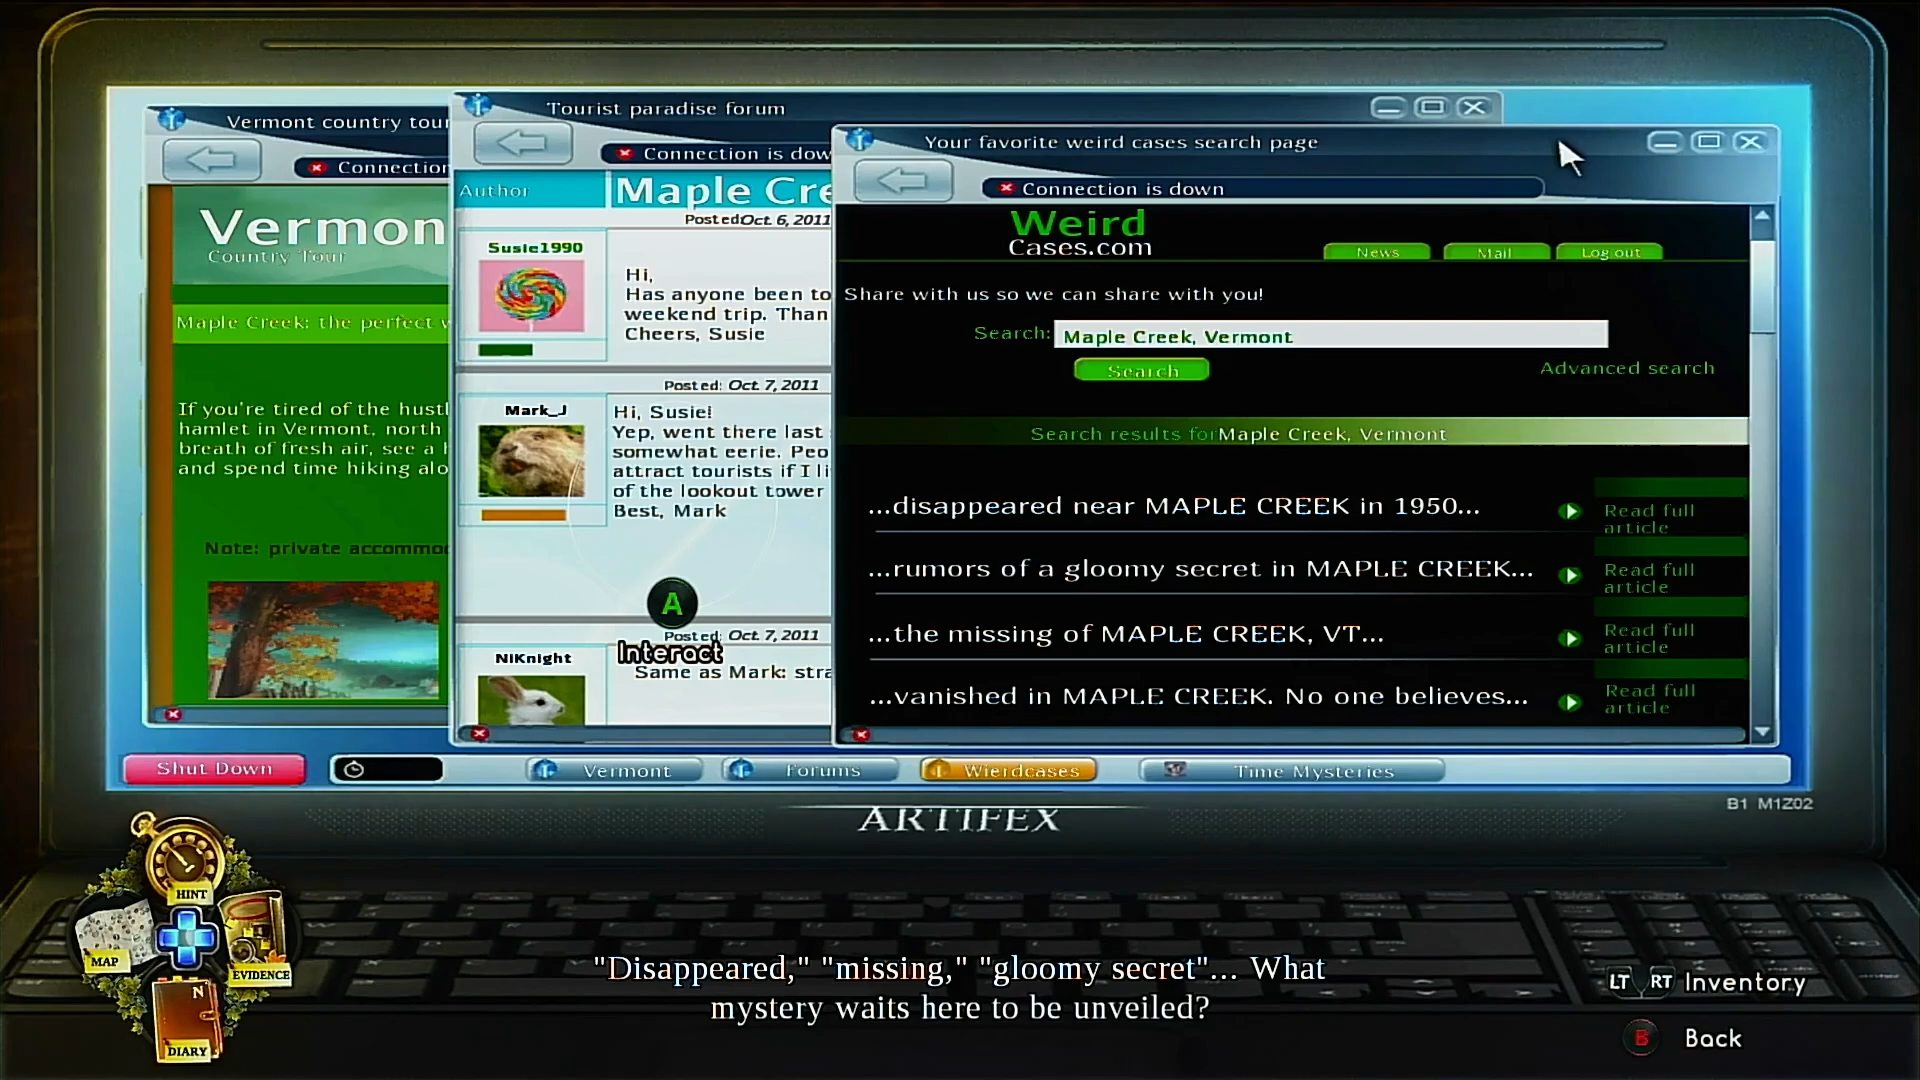 Vermont country tour
Connection
Vermon
Country Tour
Maple Creek: the perfect w
If you're tired of the hustl
hamlet in Vermont, north
breath of fresh air, see a h
and spend time hiking alo
Note: private accommod
Tourist paradise forum
Connection is dow
Author
Maple Cre
Posted Oct. 6, 2011
Susie1990
Hi,
Has anyone been to
weekend trip. Than
Cheers, Susie
Posted: Oct. 7, 2011
Mark_J
Hi, Susie!
Yep, went there last
somewhat eerie. Peo
attract tourists if I li
of the lookout tower
Best, Mark
A
Interact
Posted: Oct. 7, 2011
NiKnight
Same as Mark: stra
Your favorite weird cases search page
Connection is down
Weird
Cases.com
News
Mail
Log out
Share with us so we can share with you!
Search: Maple Creek, Vermont
Search
Advanced search
Search results for Maple Creek, Vermont
...disappeared near MAPLE CREEK in 1950...
Read full
article
...rumors of a gloomy secret in MAPLE CREEK...
Read full
article
...the missing of MAPLE CREEK, VT...
Read full
article
...vanished in MAPLE CREEK. No one believes...
Read full
article
Shut Down
Vermont
Forums
Wierdcases
Time Mysteries
B1 M1Z02
ARTIFEX
HINT
MAP
EVIDENCE
N
DIARY
"Disappeared," "missing," "gloomy secret"... What
mystery waits here to be unveiled?
LT RT Inventory
B Back